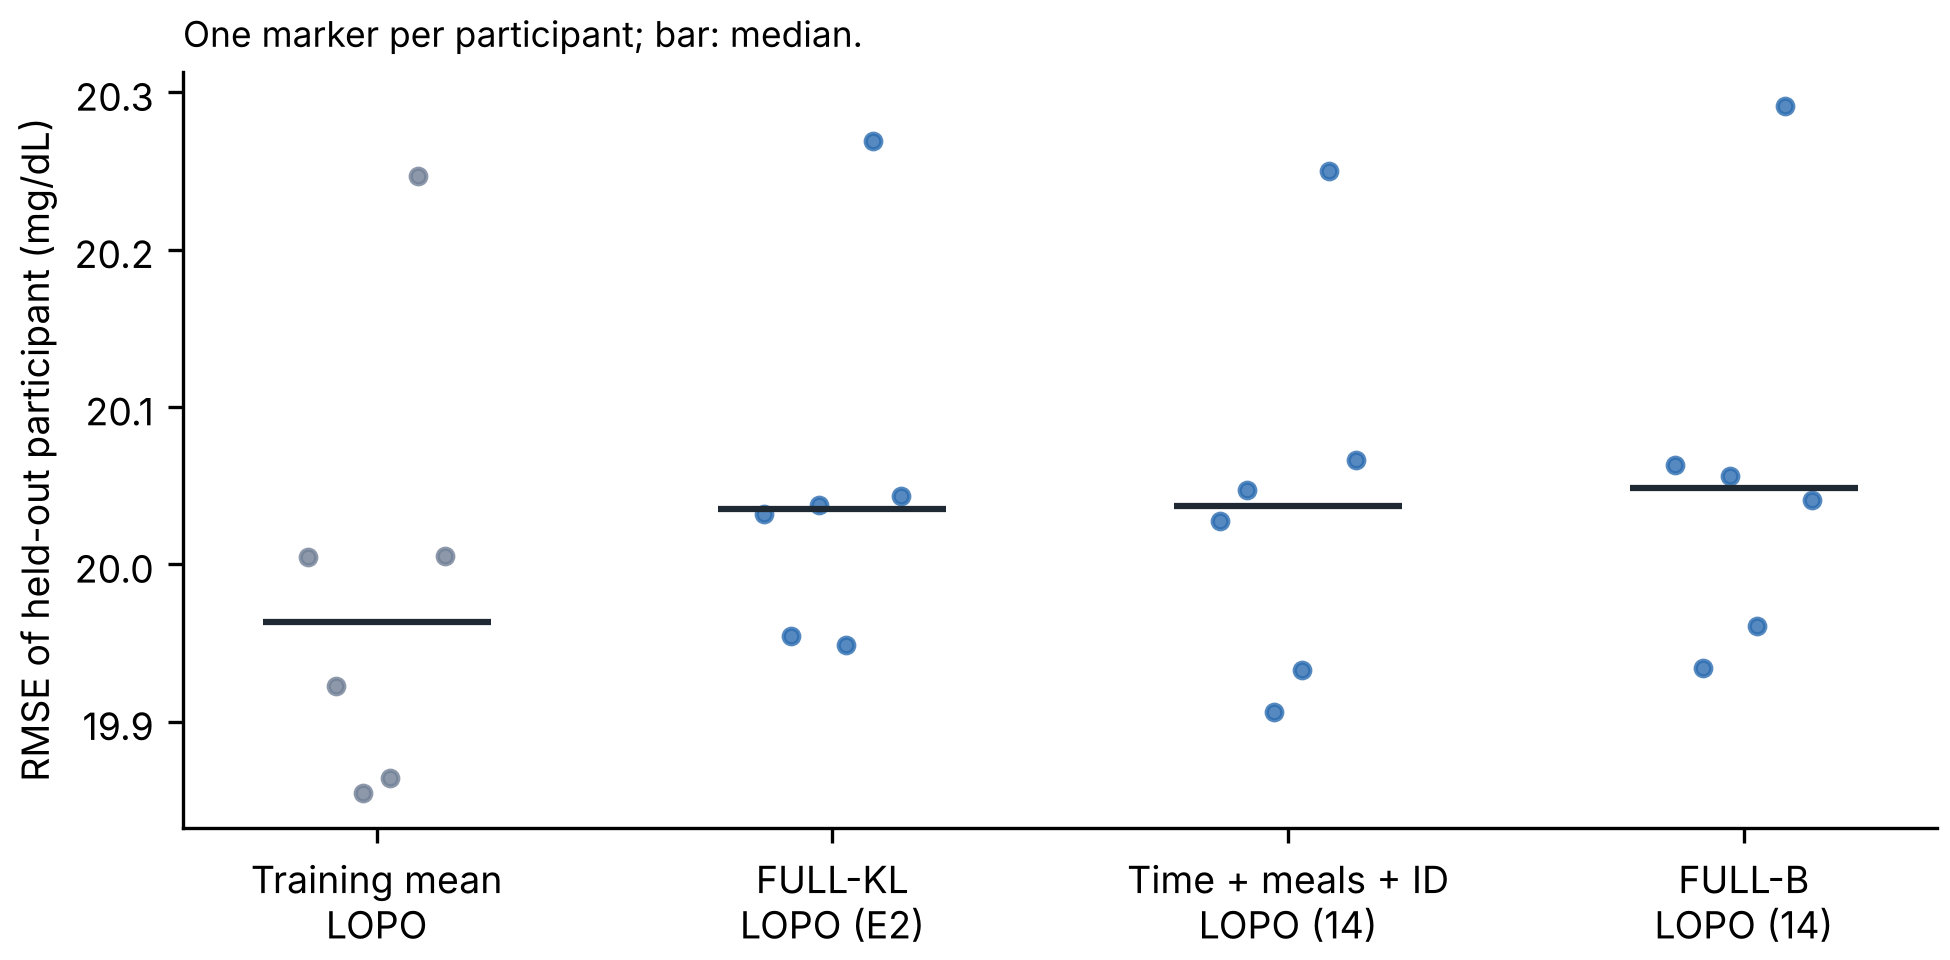 One marker per participant; bar: median.
RMSE of held-out participant (mg/dL)
20.3
20.2
20.1
20.0
19.9
Training mean
LOPO
FULL-KL
LOPO (E2)
Time + meals + ID
LOPO (14)
FULL-B
LOPO (14)